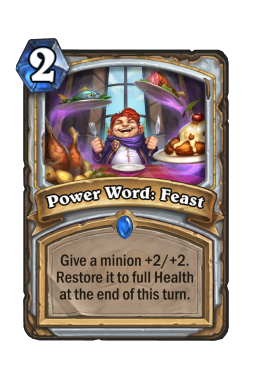 2
Power Word: Feast
Give a minion +2/+2.
Restore it to full Health
at the end of this turn.